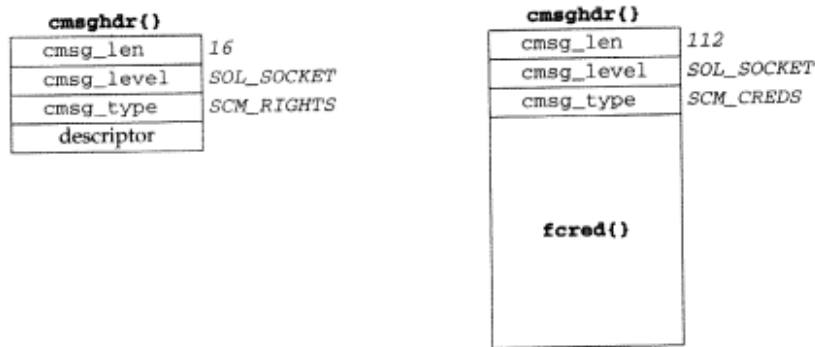 cmsghdr{}
cmsg_len 16
cmsg_level SOL_SOCKET
cmsg_type SCM_RIGHTS
descriptor
cmsghdr{}
cmsg_len 112
cmsg_level SOL_SOCKET
cmsg_type SCM_CREDS
fcred{}